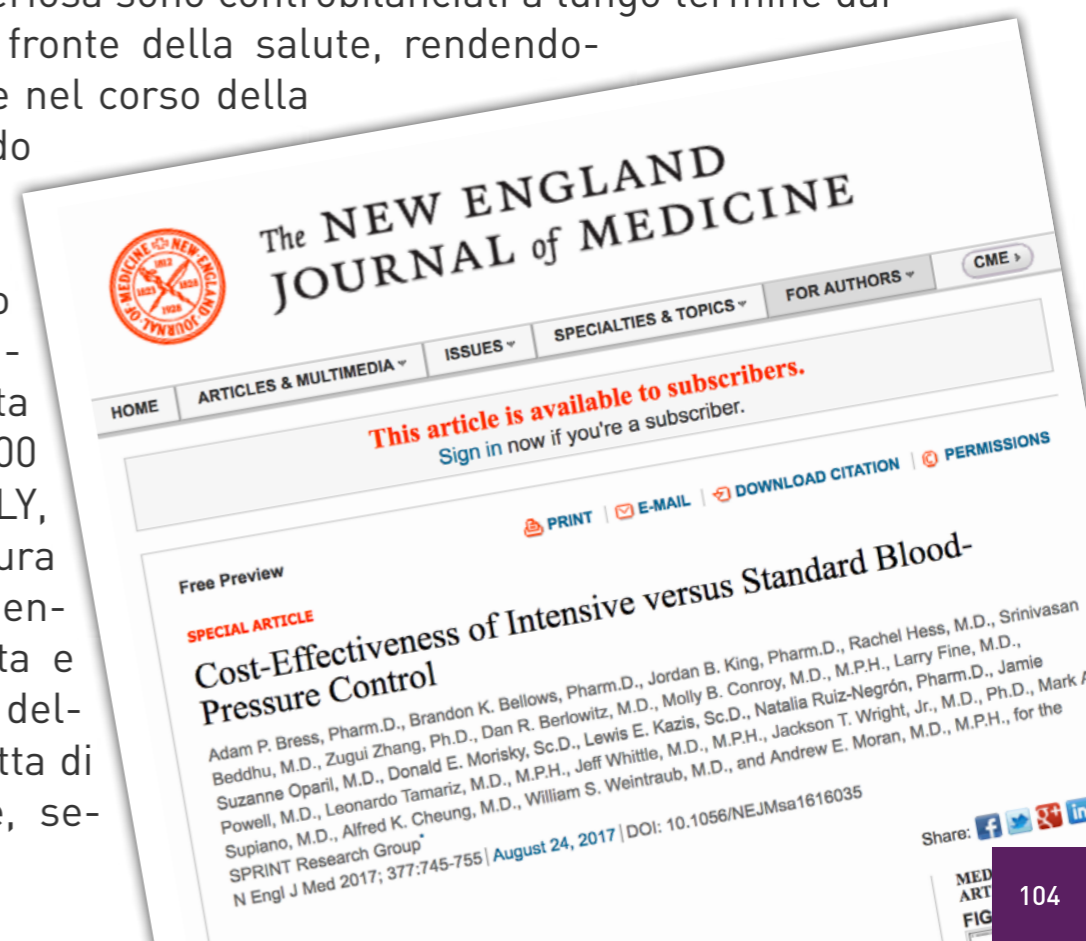 eriosa sono controbilanciati a lungo termine dai
fronte della salute, rendendo-
e nel corso della
do
o
-
ta
00
LY,
ura
en-
ta e
del-
tta di
e, se-
The NEW ENGLAND
JOURNAL of MEDICINE
HOME
ARTICLES & MULTIMEDIA
ISSUES
SPECIALTIES & TOPICS
FOR AUTHORS
CME
This article is available to subscribers.
Sign in now if you're a subscriber.
PRINT | E-MAIL | DOWNLOAD CITATION | PERMISSIONS
Free Preview
SPECIAL ARTICLE
Cost-Effectiveness of Intensive versus Standard Blood-
Pressure Control
Adam P. Bress, Pharm.D., Brandon K. Bellows, Pharm.D., Jordan B. King, Pharm.D., Rachel Hess, M.D., Srinivasan
Beddhu, M.D., Zugui Zhang, Ph.D., Dan R. Berlowitz, M.D., Molly B. Conroy, M.D., M.P.H., Larry Fine, M.D.,
Suzanne Oparil, M.D., Donald E. Morisky, Sc.D., Lewis E. Kazis, Sc.D., Natalia Ruiz-Negrón, Pharm.D., Jamie
Powell, M.D., Leonardo Tamariz, M.D., M.P.H., Jeff Whittle, M.D., M.P.H., Jackson T. Wright, Jr., M.D., Ph.D., Mark A
Supiano, M.D., Alfred K. Cheung, M.D., William S. Weintraub, M.D., and Andrew E. Moran, M.D., M.P.H., for the
SPRINT Research Group*
N Engl J Med 2017; 377:745-755 | August 24, 2017 | DOI: 10.1056/NEJMsa1616035
Share:
MED
ART
FIG
104